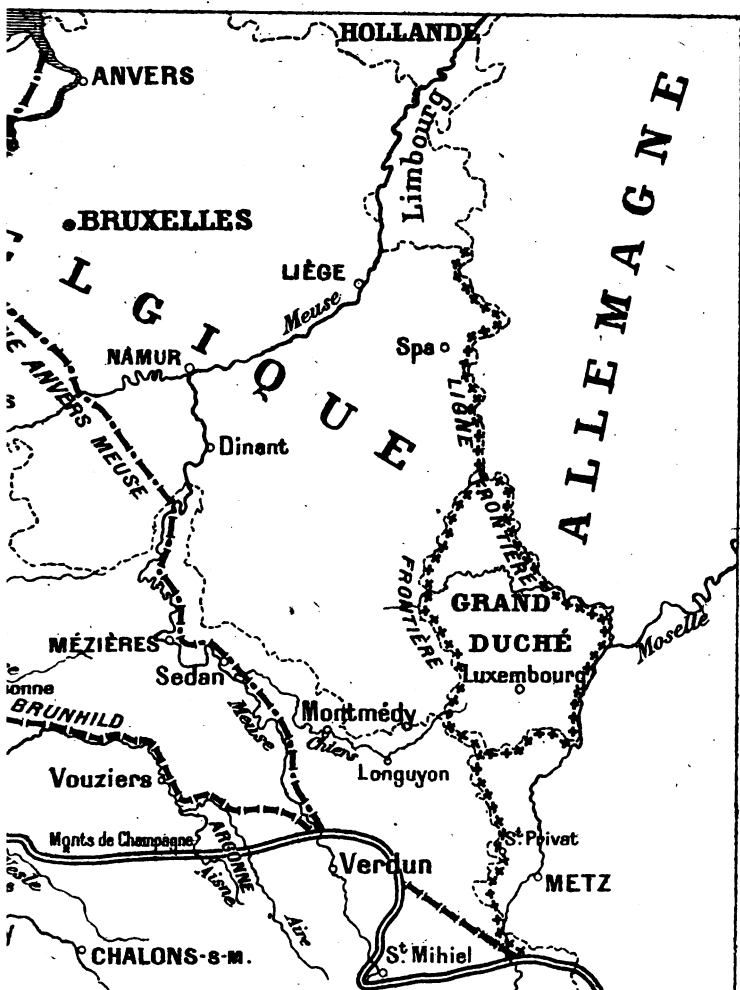 HOLLANDE
ANVERS
Limbourg
ALLEMAGNE
BRUXELLES
LGIQUE
LIÈGE
Meuse
Spa
NAMUR
LIGNE
ANVERS MEUSE
Dinant
FRONTIÈRE
FRONTIÈRE
GRAND
DUCHÉ
Luxembourg
Moselle
MÉZIÈRES
Sedan
BRUNHILD
Meuse
Montmédy
Chiers
Longuyon
Vouziers
Monts de Champagne
ARGONNE
Aisne
Verdun
St Privat
METZ
Aire
St Mihiel
CHALONS-S-M.